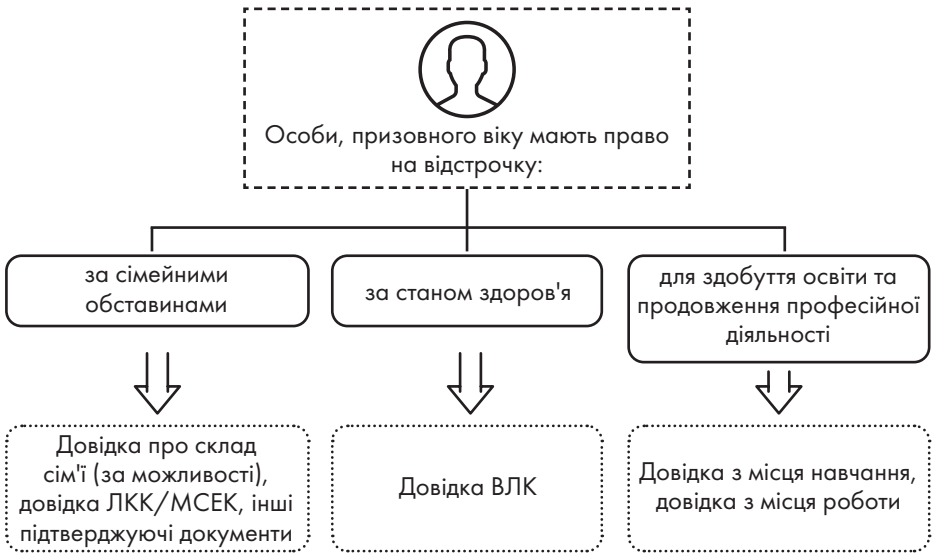 Особи, призовного віку мають право
на відстрочку:
за сімейними
обставинами
за станом здоров'я
для здобуття освіти та
продовження професійної
діяльності
Довідка про склад
сім'ї (за можливості),
довідка ЛКК/МСЕК, інші
підтверджуючі документи
Довідка ВЛК
Довідка з місця навчання,
довідка з місця роботи